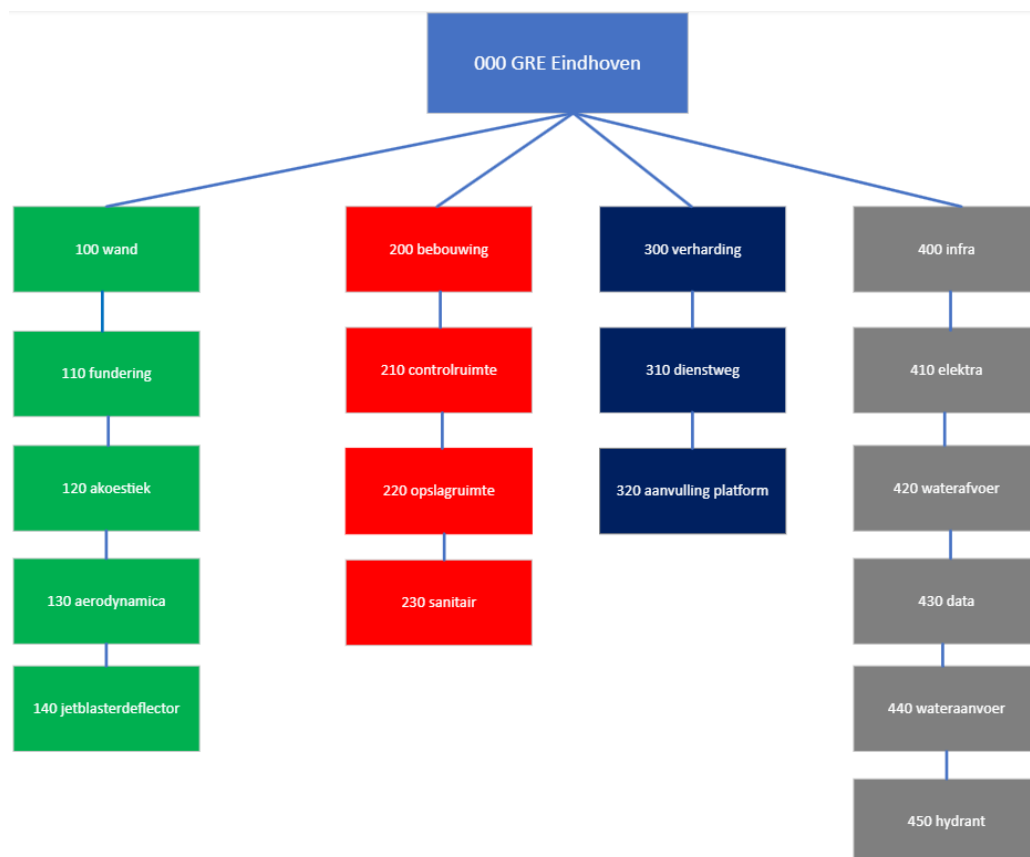 000 GRE Eindhoven
100 wand
200 bebouwing
300 verharding
400 infra
110 fundering
210 controlruimte
310 dienstweg
410 elektra
120 akoestiek
220 opslagruimte
320 aanvulling platform
420 waterafvoer
130 aerodynamica
230 sanitair
430 data
140 jetblasterdeflector
440 wateraanvoer
450 hydrant